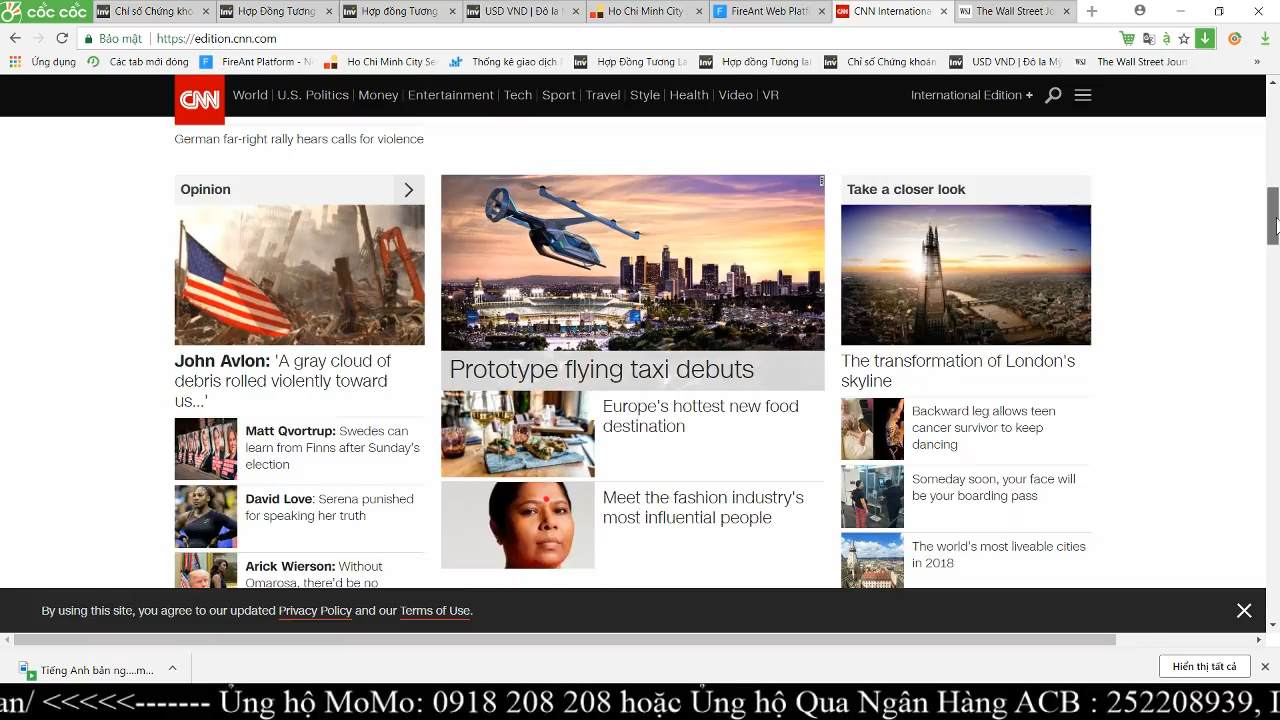 cốc cốc
Chỉ số Chứng kho
Hợp Đồng Tương
Hợp đồng Tương
USD VND | Đô la
Ho Chi Minh City
FireAnt Web Plat
CNN Internationa
The Wall Street Jo
Bảo mật
https://edition.cnn.com
Ứng dụng
Các tab mới đóng
FireAnt Platform - N
Ho Chi Minh City Se
Thống kê giao dịch
Hợp Đồng Tương La
Hợp đồng Tương lai
Chỉ số Chứng khoán
USD VND | Đô la Mỹ
The Wall Street Jour
CNN
World | U.S. Politics | Money | Entertainment | Tech | Sport | Travel | Style | Health | Video | VR
International Edition +
German far-right rally hears calls for violence
Opinion
John Avlon: 'A gray cloud of
debris rolled violently toward
us...'
Matt Qvortrup: Swedes can
learn from Finns after Sunday's
election
David Love: Serena punished
for speaking her truth
Arick Wierson: Without
Omarosa, there'd be no
Prototype flying taxi debuts
Europe's hottest new food
destination
Meet the fashion industry's
most influential people
Take a closer look
The transformation of London's
skyline
Backward leg allows teen
cancer survivor to keep
dancing
Someday soon, your face will
be your boarding pass
The world's most liveable cities
in 2018
By using this site, you agree to our updated Privacy Policy and our Terms of Use.
Tiếng Anh bản ng....m...
Hiển thị tất cả
an/ <<<<<------- Ủng hộ MoMo: 0918 208 208 hoặc Ủng hộ Qua Ngân Hàng ACB : 252208939,